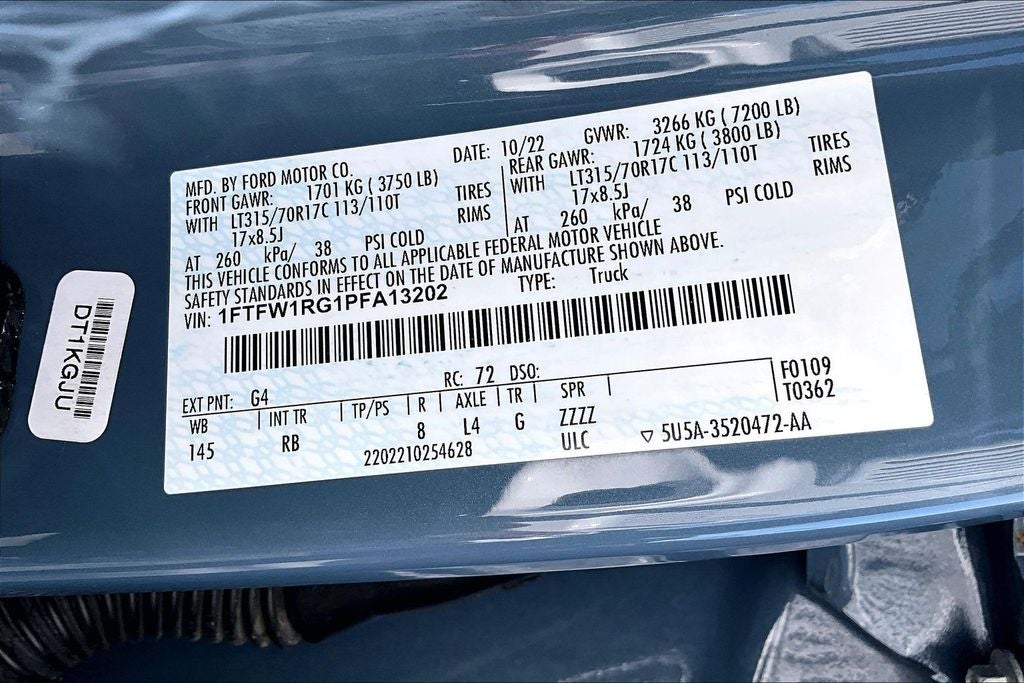 MFD. BY FORD MOTOR CO.
DATE: 10/22 GVWR: 3266 KG ( 7200 LB)
FRONT GAWR: 1701 KG ( 3750 LB)
WITH LT315/70R17C 113/110T TIRES
17x8.5J RIMS
AT 260 kPa/ 38 PSI COLD
REAR GAWR: 1724 KG ( 3800 LB)
WITH LT315/70R17C 113/110T TIRES
17x8.5J RIMS
AT 260 kPa/ 38 PSI COLD
THIS VEHICLE CONFORMS TO ALL APPLICABLE FEDERAL MOTOR VEHICLE
SAFETY STANDARDS IN EFFECT ON THE DATE OF MANUFACTURE SHOWN ABOVE.
VIN: 1FTFW1RG1PFA13202 TYPE: Truck
EXT PNT: G4 RC: 72 DSO: F0109
WB INT TR TP/PS R AXLE TR SPR T0362
145 RB 8 L4 G ZZZZ
2202210254628 ULC ▽ 5U5A-3520472-AA
DT1KGJU